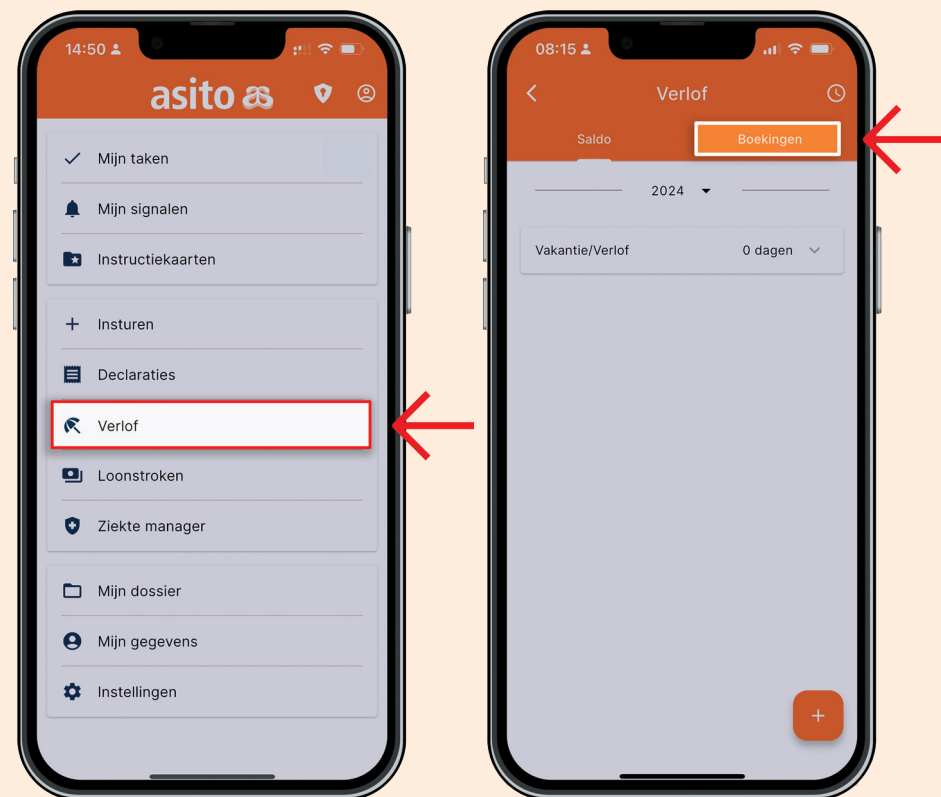 14:50
asito
Mijn taken
Mijn signalen
Instructiekaarten
Insturen
Declaraties
Verlof
Loonstroken
Ziekte manager
Mijn dossier
Mijn gegevens
Instellingen
08:15
Verlof
Saldo
Boekingen
2024
Vakantie/Verlof 0 dagen
+